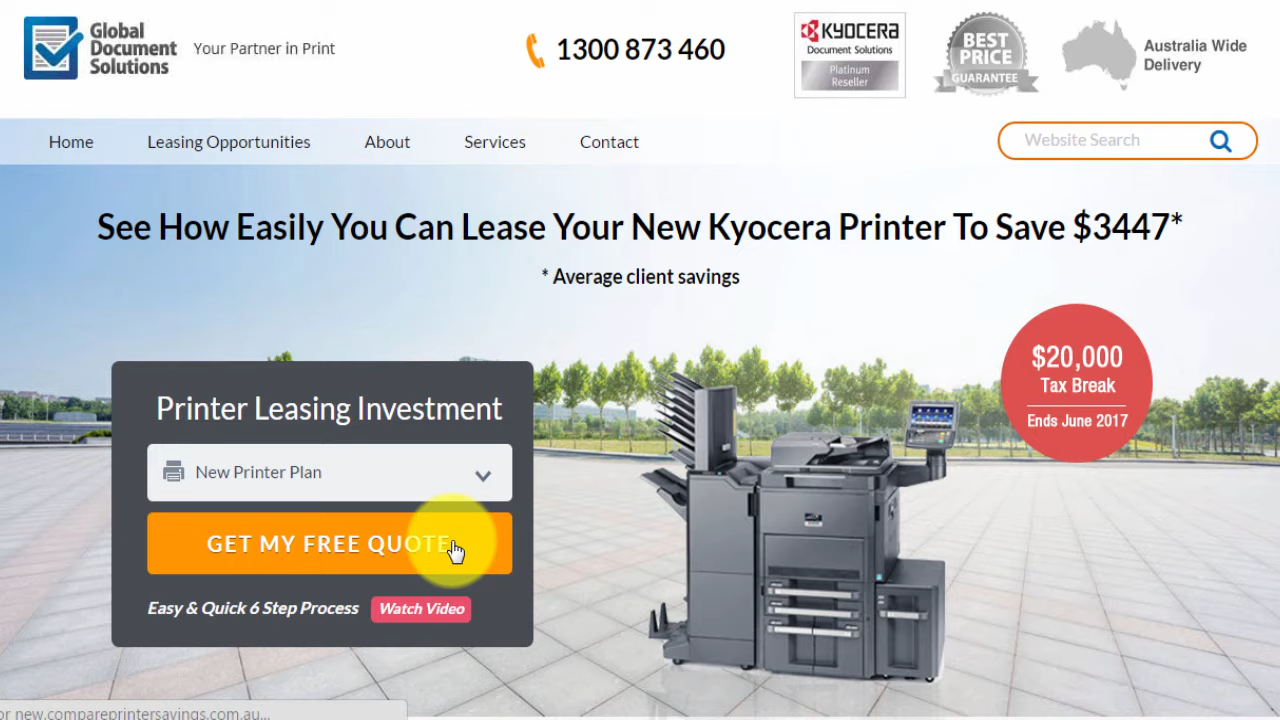 Global
Document
Solutions
Your Partner in Print
1300 873 460
KYOCERA
Document Solutions
Platinum
Reseller
BEST
PRICE
GUARANTEE
Australia Wide
Delivery
Home Leasing Opportunities About Services Contact
Website Search
See How Easily You Can Lease Your New Kyocera Printer To Save $3447*
* Average client savings
$20,000
Tax Break
Ends June 2017
Printer Leasing Investment
New Printer Plan
GET MY FREE QUOTE
Easy & Quick 6 Step Process Watch Video
or new.compareprintersavings.com.au...